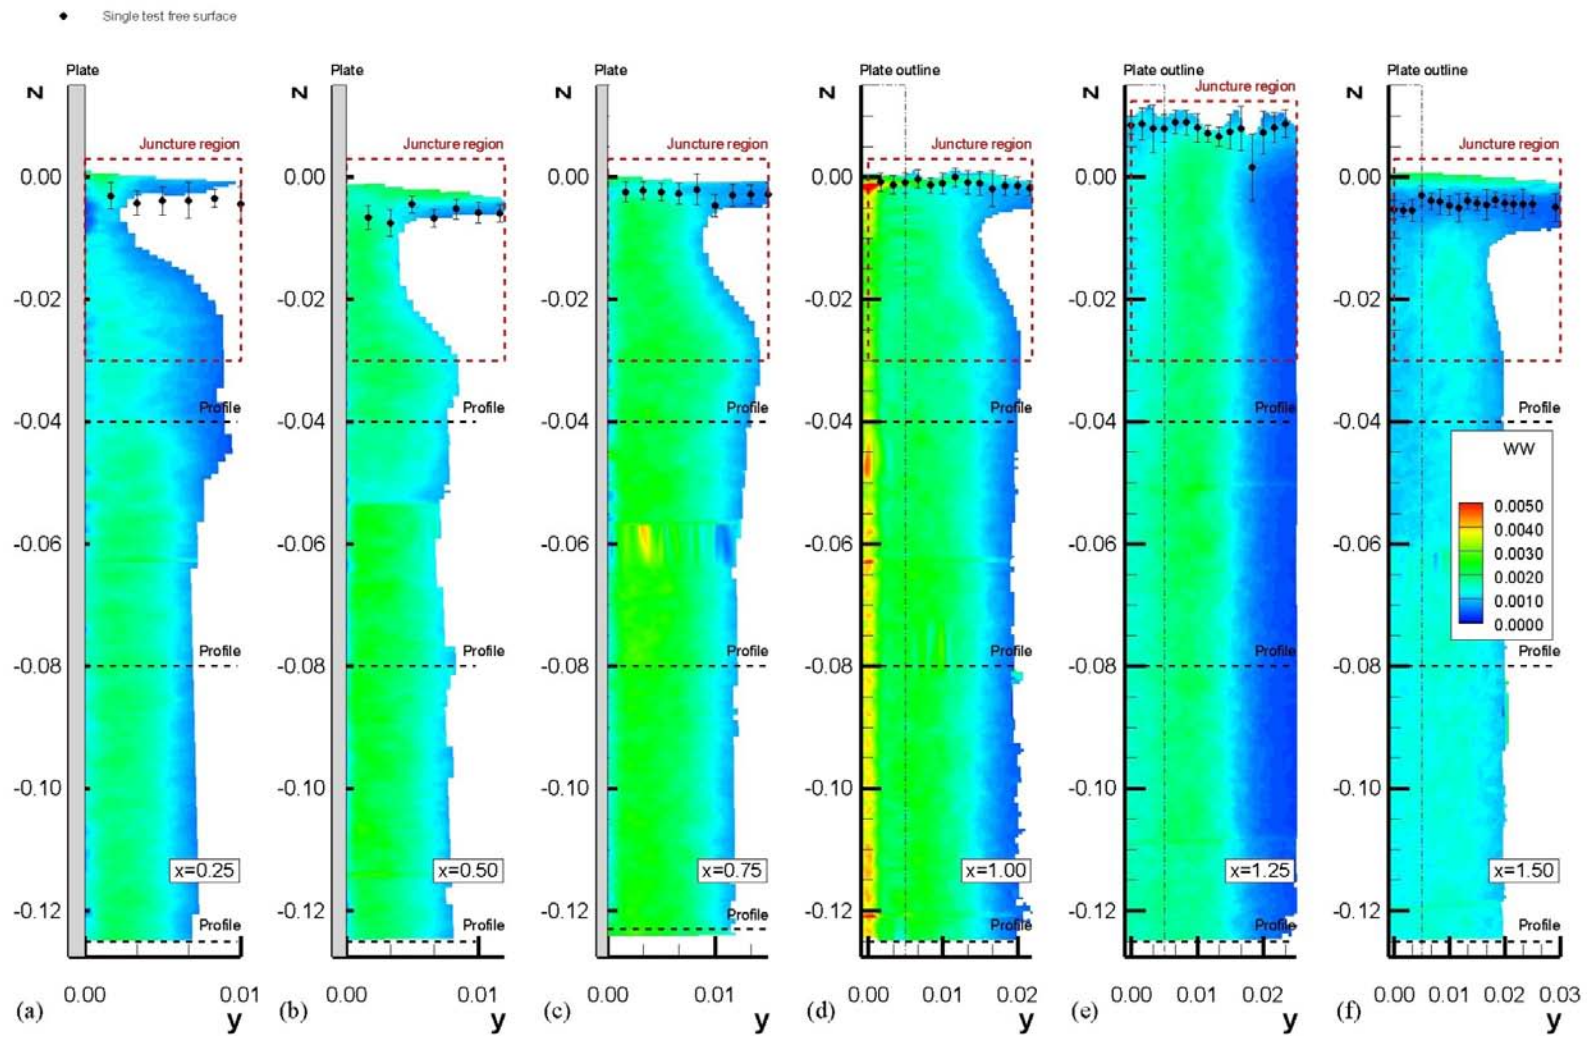 Single test free surface
Plate
Plate
Plate
Plate outline
Plate outline
Plate outline
Juncture region
Juncture region
Juncture region
Juncture region
Juncture region
Juncture region
z
z
z
z
z
z
0.00
-0.02
-0.04
-0.06
-0.08
-0.10
-0.12
Profile
Profile
Profile
x=0.25
0.00 0.01
(a) y
0.00
-0.02
-0.04
-0.06
-0.08
-0.10
-0.12
Profile
Profile
Profile
x=0.50
0.00 0.01
(b) y
0.00
-0.02
-0.04
-0.06
-0.08
-0.10
-0.12
Profile
Profile
Profile
x=0.75
0.00 0.01
(c) y
0.00
-0.02
-0.04
-0.06
-0.08
-0.10
-0.12
Profile
Profile
Profile
x=1.00
0.00 0.01 0.02
(d) y
0.00
-0.02
-0.04
-0.06
-0.08
-0.10
-0.12
Profile
Profile
Profile
x=1.25
0.00 0.01 0.02
(e) y
0.00
-0.02
-0.04
-0.06
-0.08
-0.10
-0.12
Profile
WW
0.0050
0.0040
0.0030
0.0020
0.0010
0.0000
Profile
Profile
x=1.50
0.00 0.01 0.02 0.03
(f) y